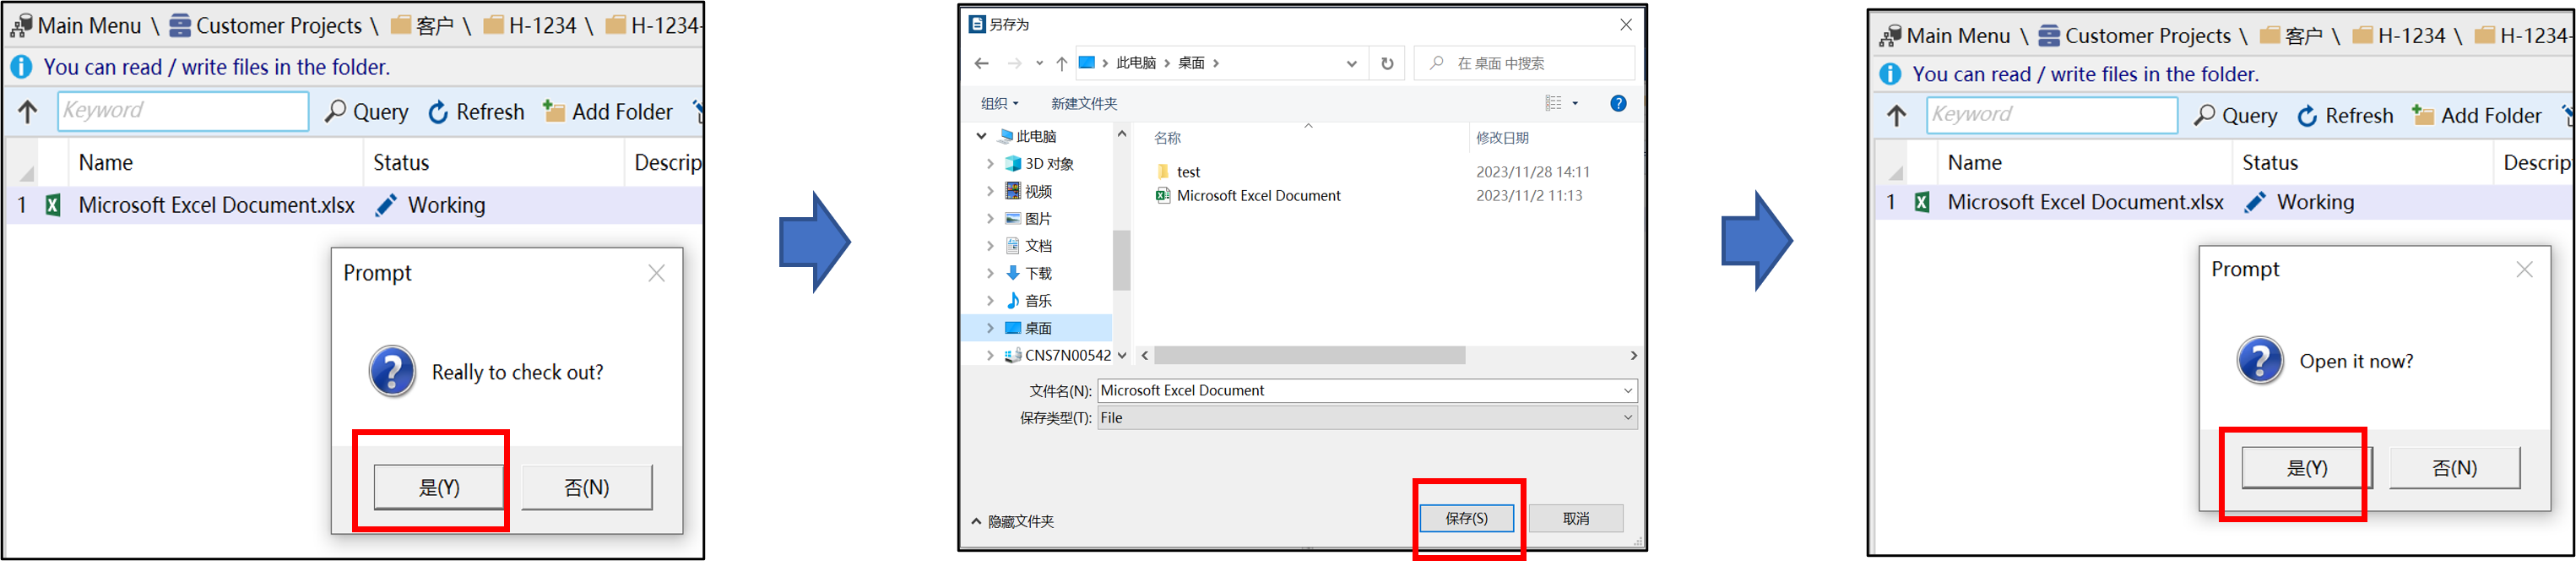 Main Menu \ Customer Projects \ 客户 \ H-1234 \ H-1234-
You can read / write files in the folder.
Keyword Query Refresh Add Folder
Name Status Descrip
1 Microsoft Excel Document.xlsx Working
Prompt
Really to check out?
是(Y) 否(N)
另存为
此电脑 桌面
在 桌面 中搜索
组织 新建文件夹
此电脑
3D 对象
视频
图片
文档
下载
音乐
桌面
CNS7N00542
名称 修改日期
test 2023/11/28 14:11
Microsoft Excel Document 2023/11/2 11:13
文件名(N): Microsoft Excel Document
保存类型(T): File
隐藏文件夹 保存(S) 取消
Main Menu \ Customer Projects \ 客户 \ H-1234 \ H-1234-
You can read / write files in the folder.
Keyword Query Refresh Add Folder
Name Status Descrip
1 Microsoft Excel Document.xlsx Working
Prompt
Open it now?
是(Y) 否(N)